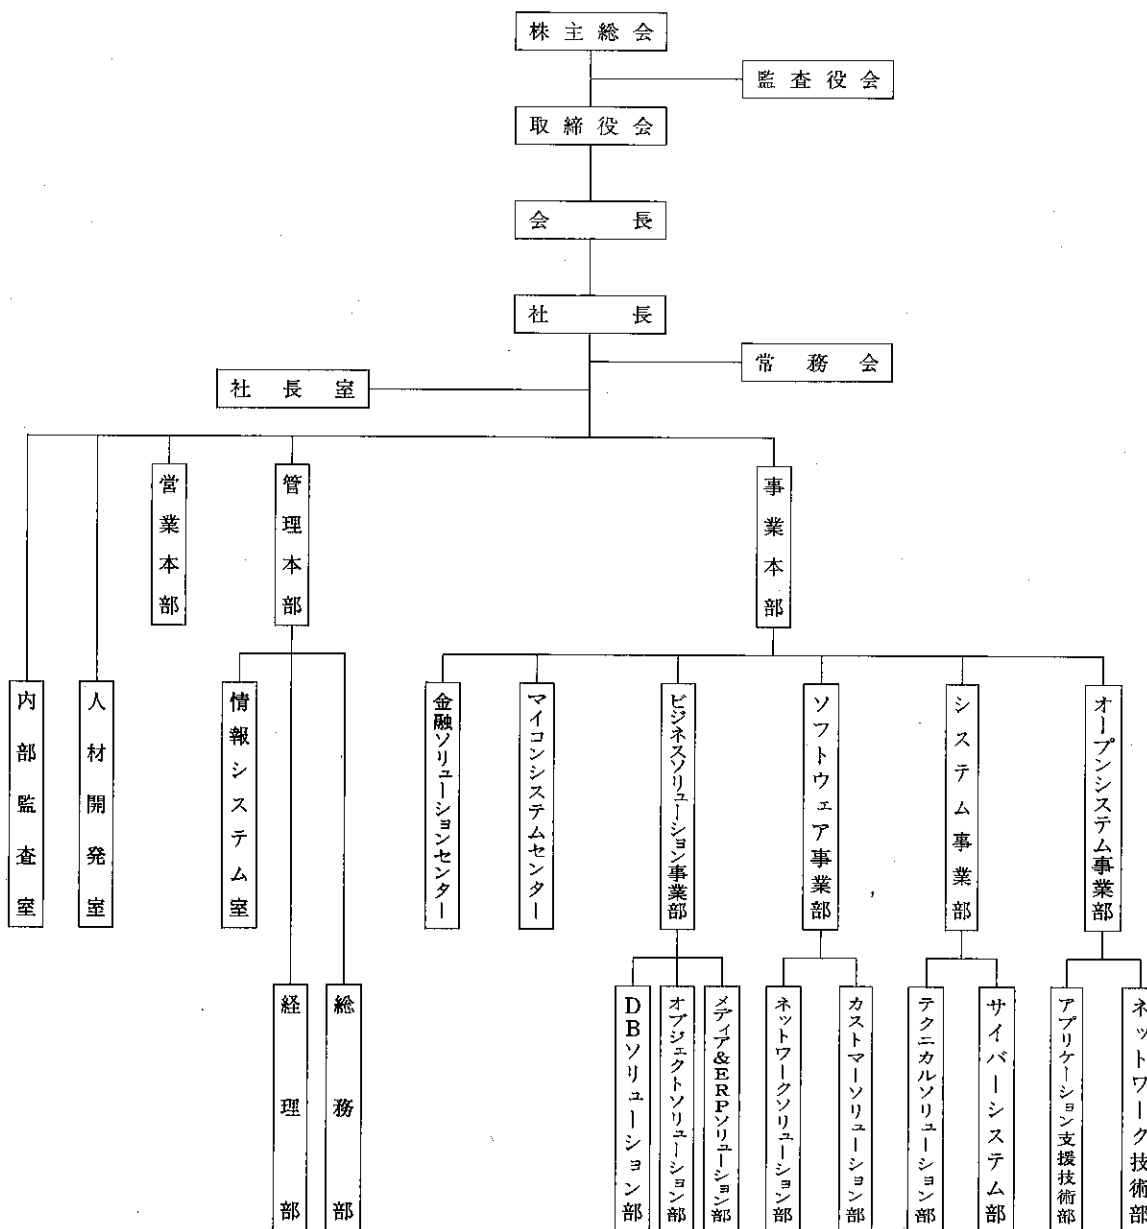 株主総会
監査役会
取締役会
会長
社長
常務会
社長室
営業本部
管理本部
事業本部
内部監査室
人材開発室
情報システム室
金融ソリューションセンター
マイコンシステムセンター
ビジネスソリューション事業部
ソフトウェア事業部
システム事業部
オープンシステム事業部
経理部
総務部
DBソリューション部
オブジェクトソリューション部
メディア&ERPソリューション部
ネットワークソリューション部
カストマーソリューション部
テクニカルソリューション部
サイバーシステム部
アプリケーション支援技術部
ネットワーク技術部